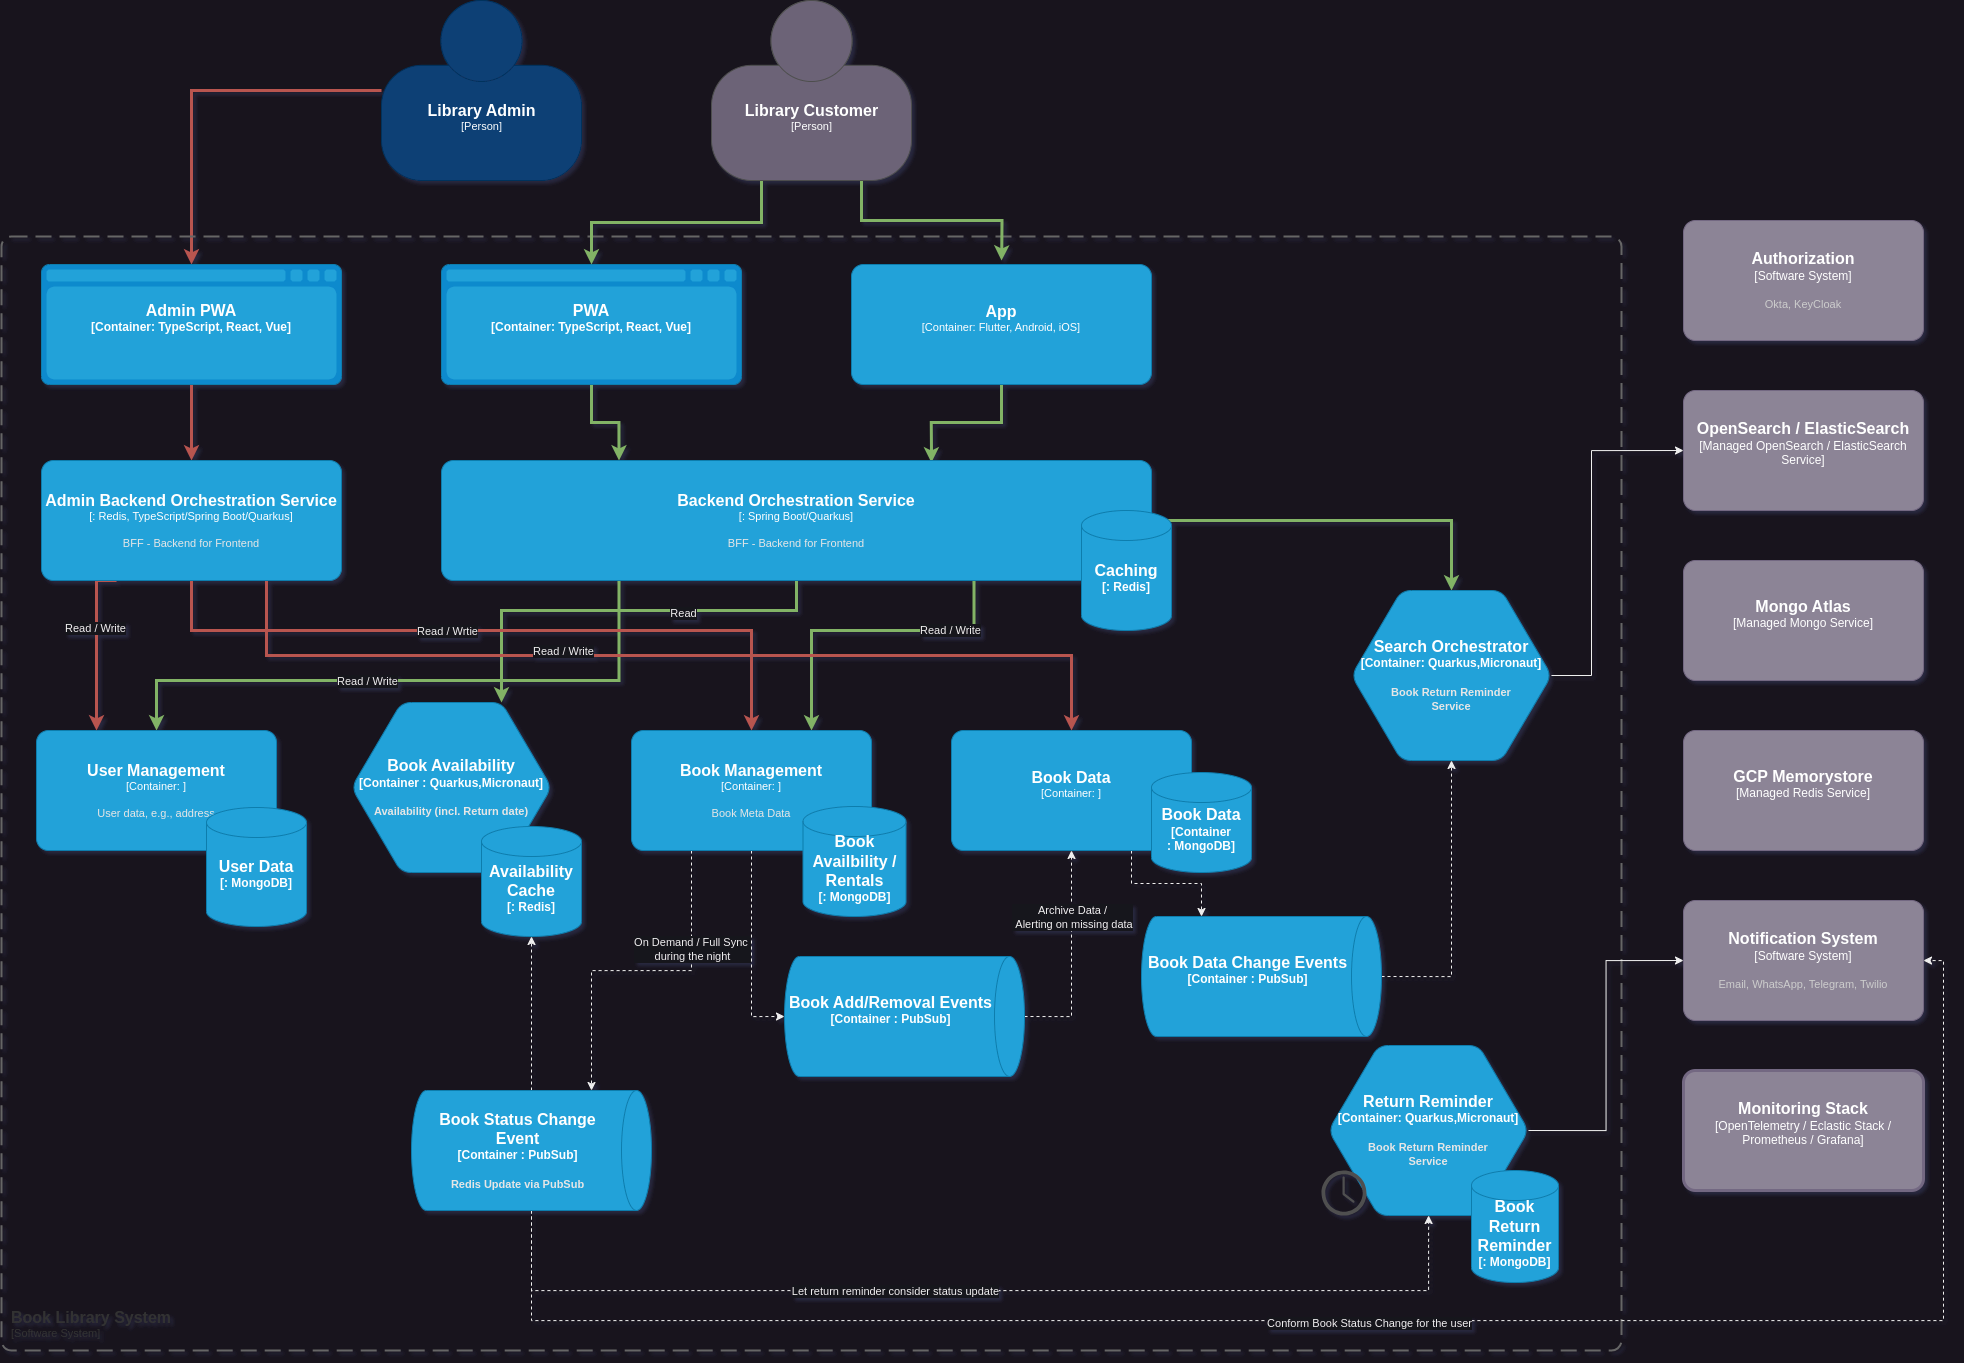 Library Admin
[Person]
Library Customer
[Person]
Admin PWA
[Container: TypeScript, React, Vue]
PWA
[Container: TypeScript, React, Vue]
App
[Container: Flutter, Android, iOS]
Authorization
[Software System]
Okta, KeyCloak
OpenSearch / ElasticSearch
[Managed OpenSearch / ElasticSearch
Service]
Admin Backend Orchestration Service
[: Redis, TypeScript/Spring Boot/Quarkus]
BFF - Backend for Frontend
Backend Orchestration Service
[: Spring Boot/Quarkus]
BFF - Backend for Frontend
Caching
[: Redis]
Mongo Atlas
[Managed Mongo Service]
Read / Write
Read / Wrtie
Read
Read / Write
Read / Write
Read / Write
Search Orchestrator
[Container: Quarkus,Micronaut]
Book Return Reminder
Service
User Management
[Container: ]
User data, e.g., address
User Data
[: MongoDB]
Book Availability
[Container : Quarkus,Micronaut]
Availability (incl. Return date)
Availability
Cache
[: Redis]
Book Management
[Container: ]
Book Meta Data
Book
Availbility /
Rentals
[: MongoDB]
Book Data
[Container: ]
Book Data
[Container
: MongoDB]
GCP Memorystore
[Managed Redis Service]
On Demand / Full Sync
during the night
Archive Data /
Alerting on missing data
Book Add/Removal Events
[Container : PubSub]
Book Data Change Events
[Container : PubSub]
Notification System
[Software System]
Email, WhatsApp, Telegram, Twilio
Book Status Change
Event
[Container : PubSub]
Redis Update via PubSub
Return Reminder
[Container: Quarkus,Micronaut]
Book Return Reminder
Service
Book
Return
Reminder
[: MongoDB]
Monitoring Stack
[OpenTelemetry / Eclastic Stack /
Prometheus / Grafana]
Let return reminder consider status update
Conform Book Status Change for the user
Book Library System
[Software System]